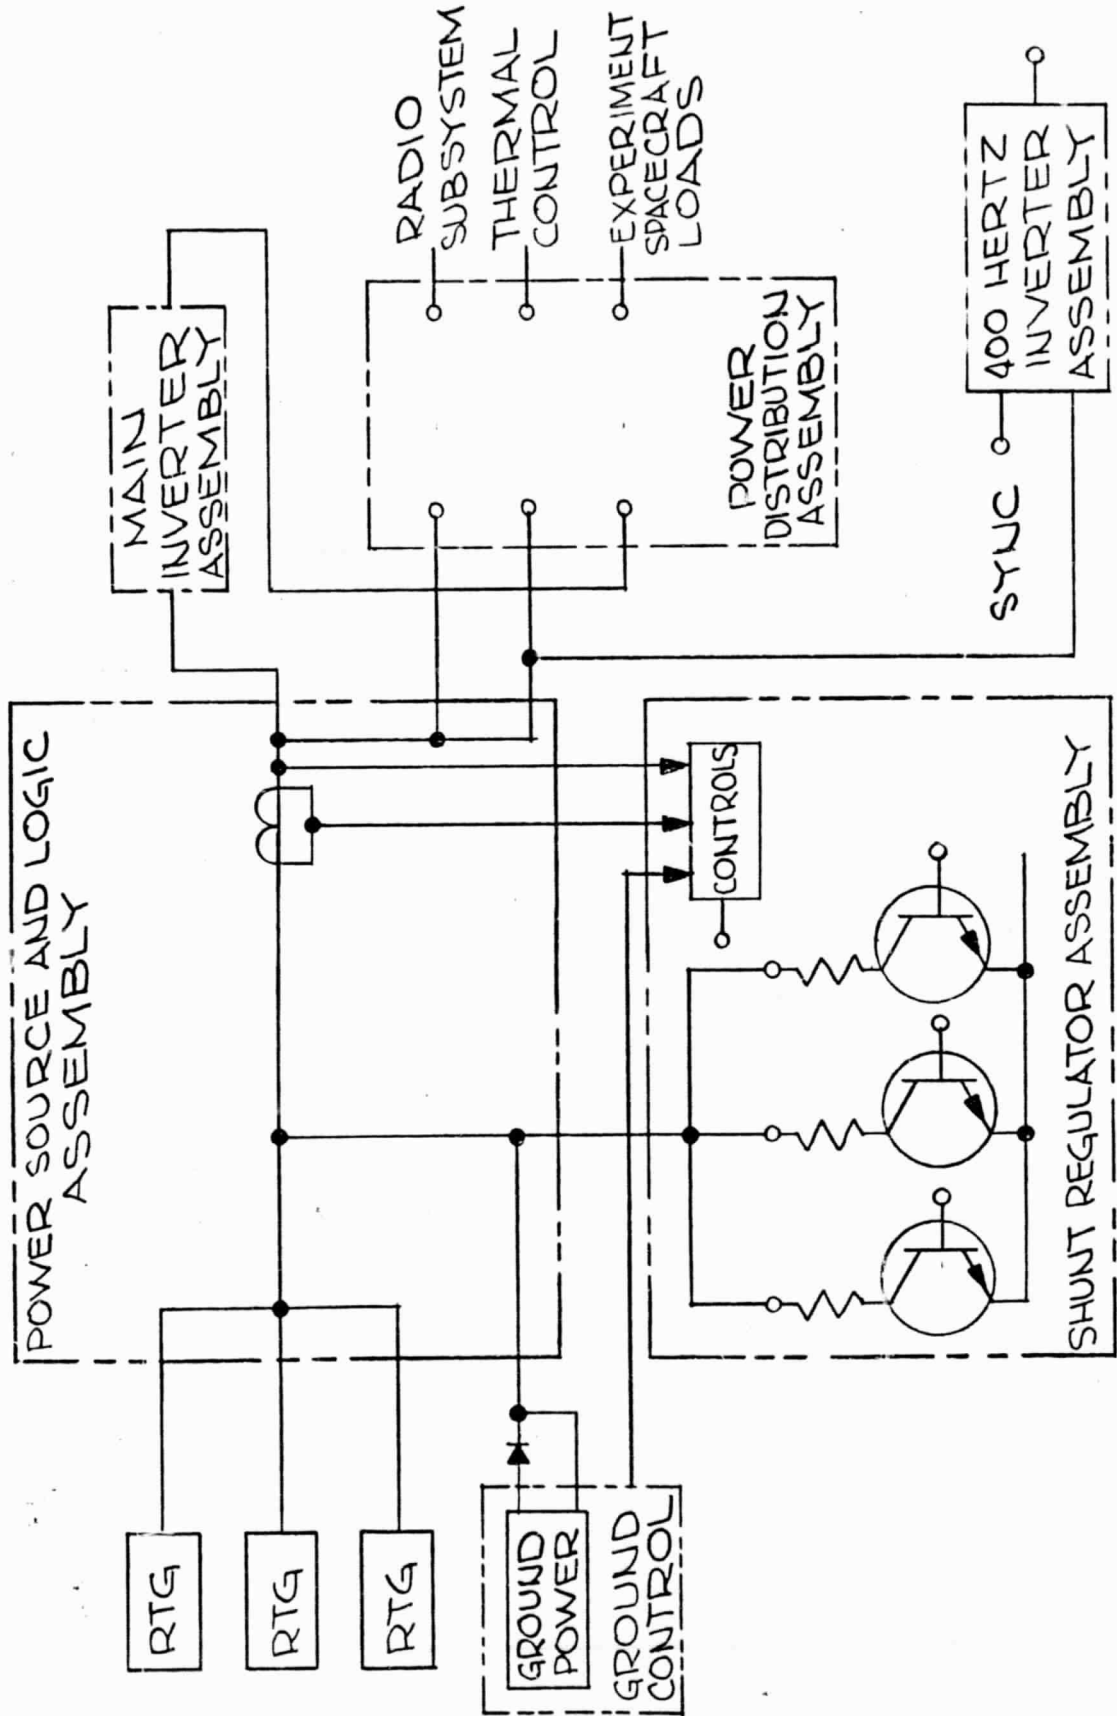 POWER SOURCE AND LOGIC
ASSEMBLY
RTG
RTG
RTG
GROUND
POWER
GROUND
CONTROL
MAIN
INVERTER
ASSEMBLY
RADIO
SUBSYSTEM
THERMAL
CONTROL
EXPERIMENT
SPACECRAFT
LOADS
POWER
DISTRIBUTION
ASSEMBLY
CONTROLS
SHUNT REGULATOR ASSEMBLY
SYNC
400 HERTZ
INVERTER
ASSEMBLY